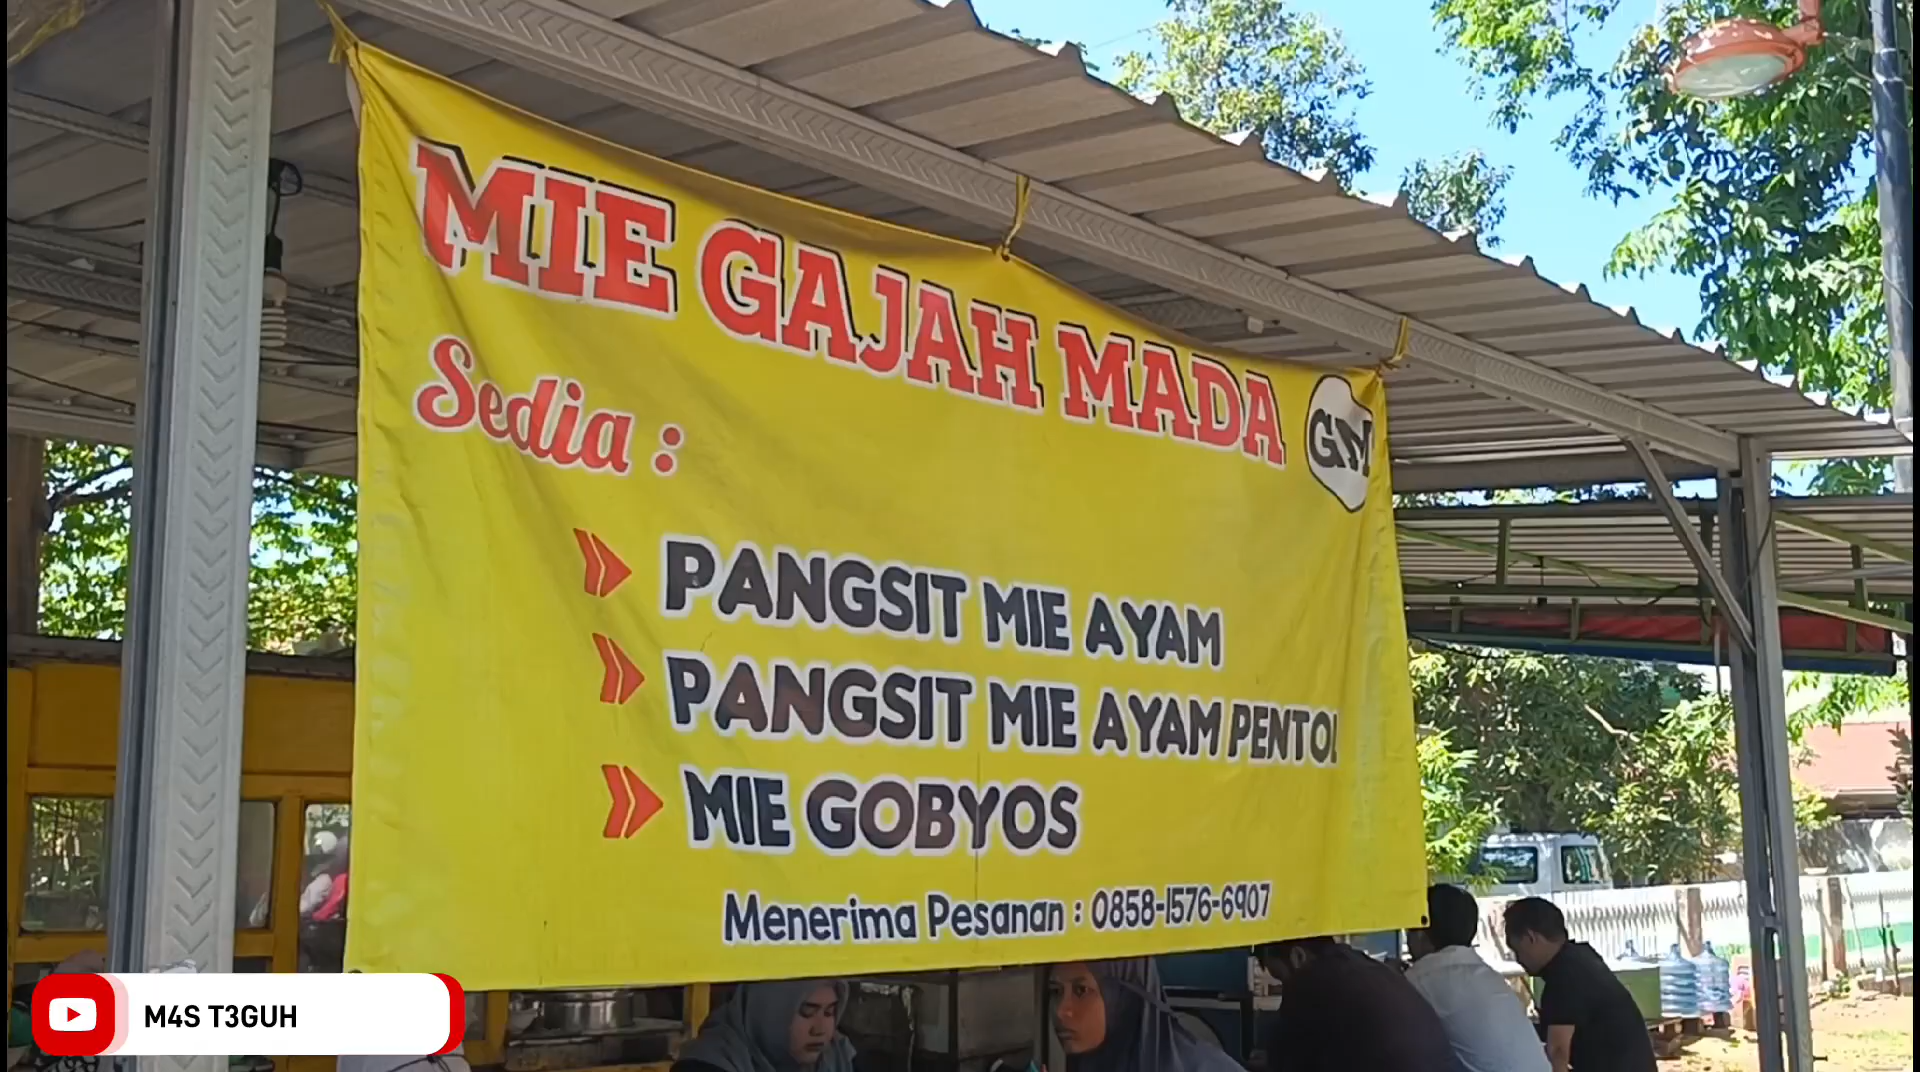 MIE GAJAH MADA
GM
Sedia :
PANGSIT MIE AYAM
PANGSIT MIE AYAM PENTOL
MIE GOBYOS
Menerima Pesanan : 0858-1576-6907
M4S T3GUH